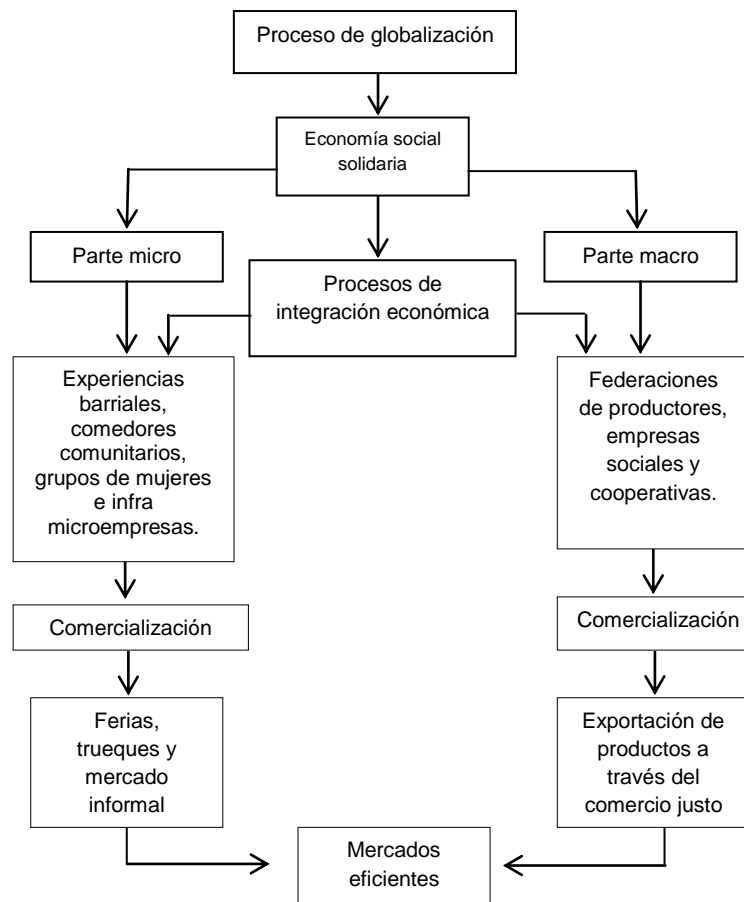 Proceso de globalización
Economía social
solidaria
Parte micro
Procesos de
integración económica
Parte macro
Experiencias
barriales,
comedores
comunitarios,
grupos de mujeres
e infra
microempresas.
Federaciones
de productores,
empresas
sociales y
cooperativas.
Comercialización
Comercialización
Ferias,
trueques y
mercado
informal
Exportación de
productos a
través del
comercio justo
Mercados
eficientes